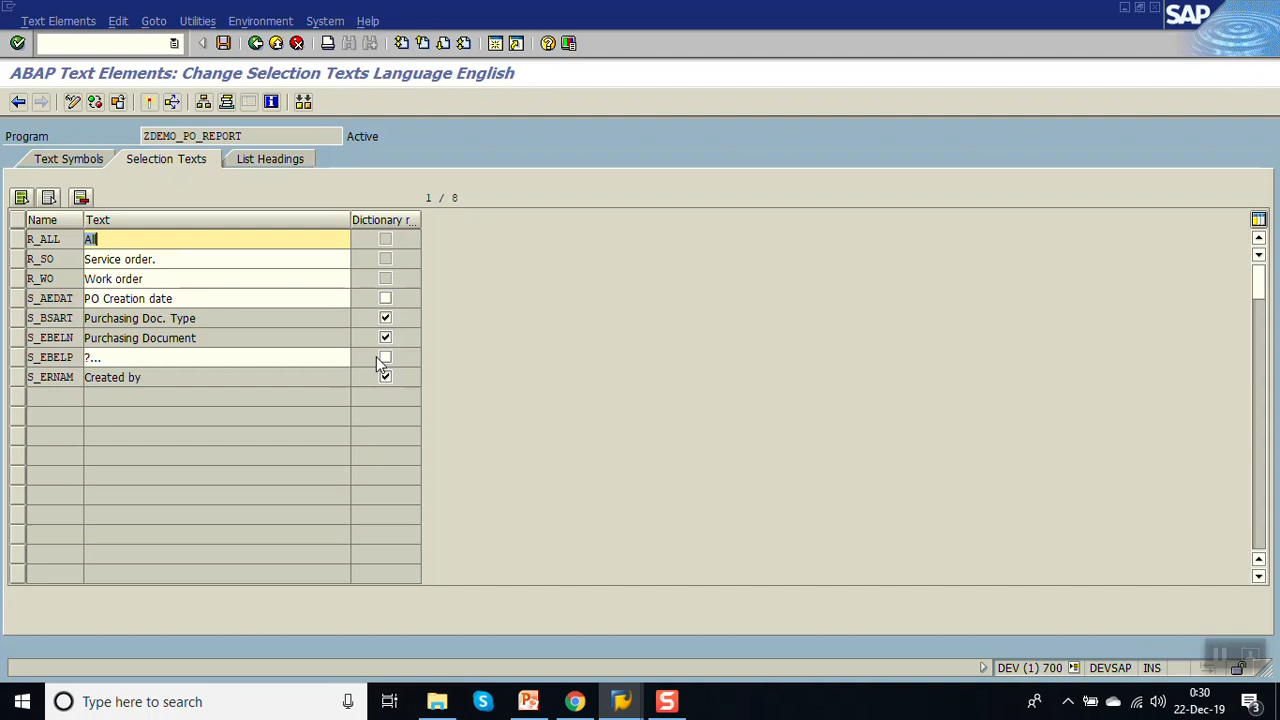 Text Elements Edit Goto Utilities Environment System Help
SAP
ABAP Text Elements: Change Selection Texts Language English
Program ZDEMO_PO_REPORT Active
Text Symbols Selection Texts List Headings
1 / 8
Name Text Dictionary r...
R_ALL All
R_SO Service order.
R_WO Work order
S_AEDAT PO Creation date
S_BSART Purchasing Doc. Type
S_EBELN Purchasing Document
S_EBELP ?...
S_ERNAM Created by
DEV (1) 700 DEVSAP INS
Type here to search
0:30
22-Dec-19
3